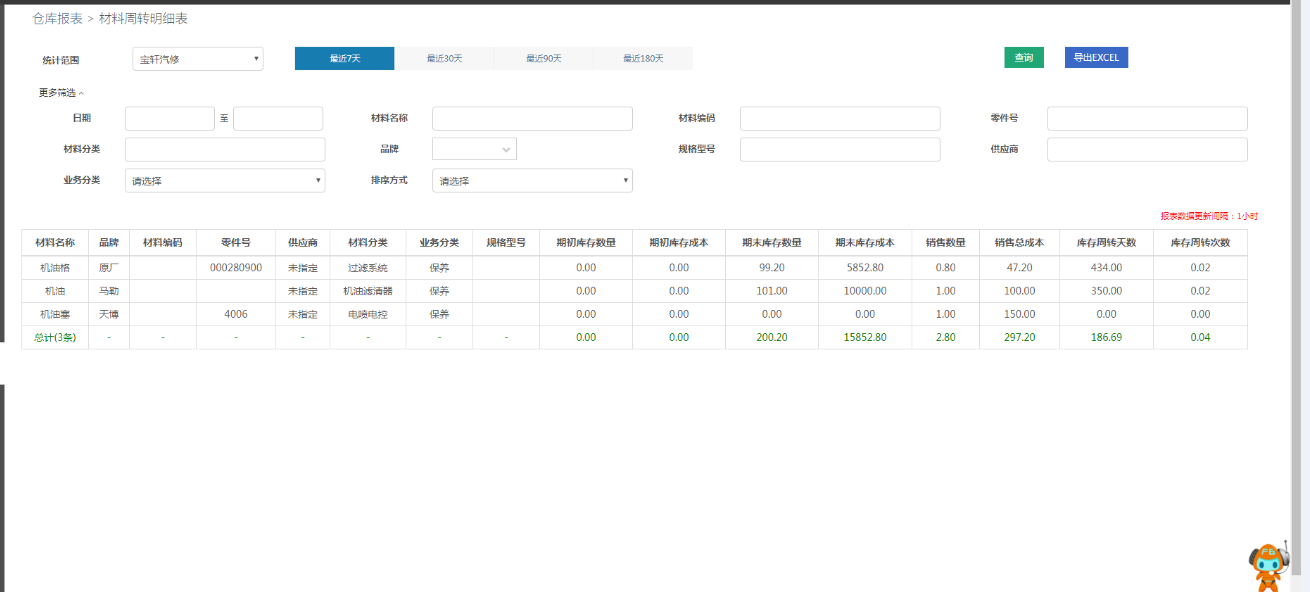 仓库报表 > 材料周转明细表
统计范围 宝轩汽修 最近7天 最近30天 最近90天 最近180天 查询 导出EXCEL
更多筛选
日期 至 材料名称 材料编码 零件号
材料分类 品牌 规格型号 供应商
业务分类 请选择 排序方式 请选择
报表数据更新间隔：1小时
材料名称 品牌 材料编码 零件号 供应商 材料分类 业务分类 规格型号 期初库存数量 期初库存成本 期末库存数量 期末库存成本 销售数量 销售总成本 库存周转天数 库存周转次数
机油格 原厂 000280900 未指定 过滤系统 保养 0.00 0.00 99.20 5852.80 0.80 47.20 434.00 0.02
机油 马勒 未指定 机油滤清器 保养 0.00 0.00 101.00 10000.00 1.00 100.00 350.00 0.02
机油塞 天博 4006 未指定 电喷电控 保养 0.00 0.00 0.00 0.00 1.00 150.00 0.00 0.00
总计(3条) - - - - - - - 0.00 0.00 200.20 15852.80 2.80 297.20 186.69 0.04